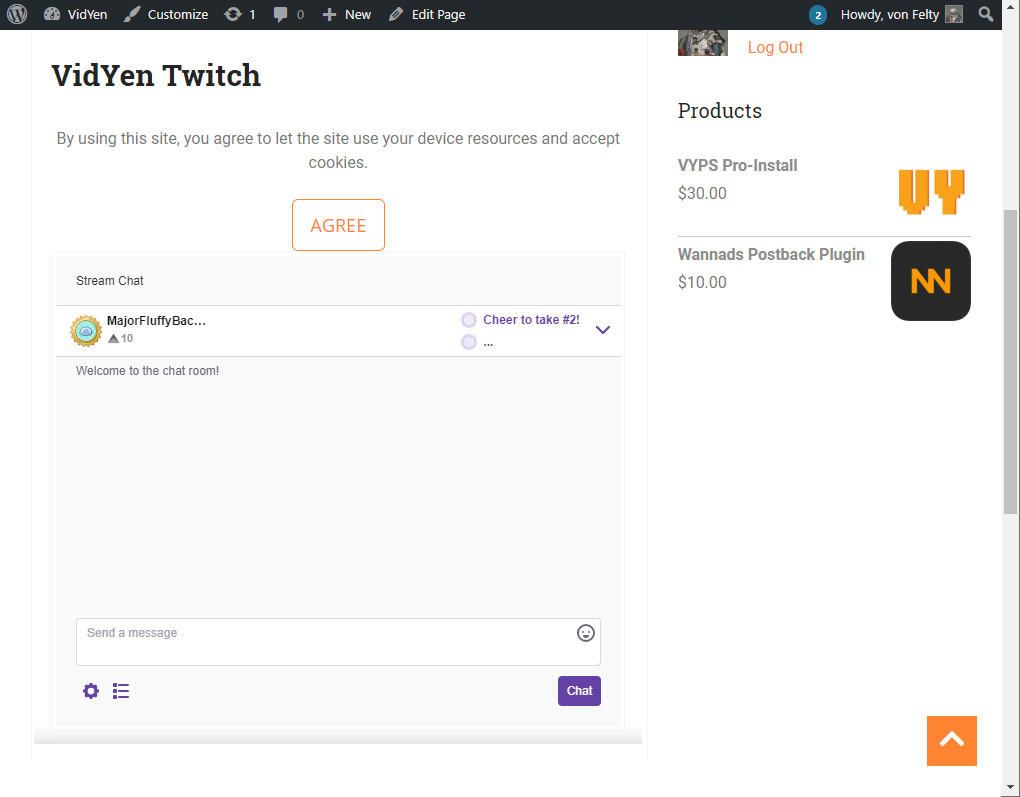 VidYen Customize 1 0 New Edit Page 2 Howdy, von Felty
Log Out
VidYen Twitch
By using this site, you agree to let the site use your device resources and accept
cookies.
AGREE
Stream Chat
MajorFluffyBac...
10
Cheer to take #2!
...
Welcome to the chat room!
Send a message
Chat
Products
VYPS Pro-Install
$30.00
VY
Wannads Postback Plugin
$10.00